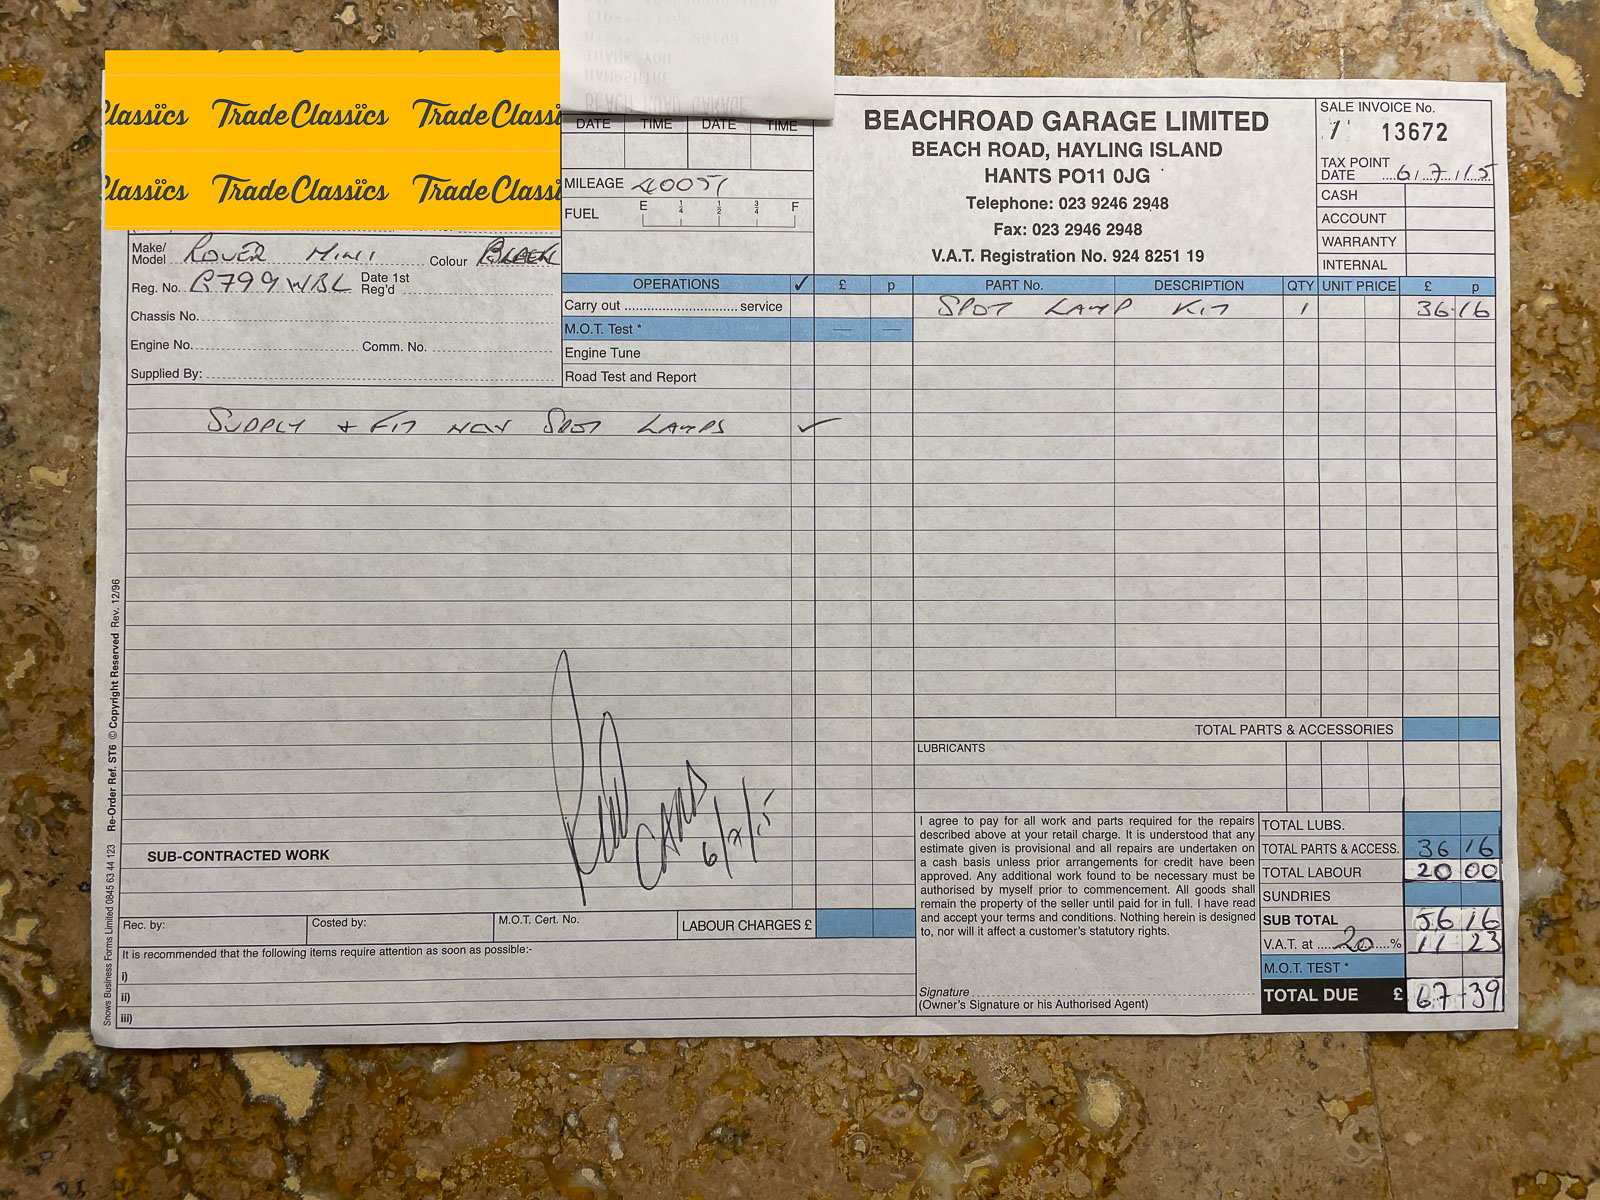 TradeClassics TradeClassics
TradeClassics TradeClassics
THANK YOU
HAMPSHIRE
BEACH ROAD GARAGE
DATE TIME DATE TIME
MILEAGE 40051
FUEL E 1/4 1/2 3/4 F
BEACHROAD GARAGE LIMITED
BEACH ROAD, HAYLING ISLAND
HANTS PO11 0JG
Telephone: 023 9246 2948
Fax: 023 2946 2948
V.A.T. Registration No. 924 8251 19
SALE INVOICE No.
13672
TAX POINT
DATE 6/7/15
CASH
ACCOUNT
WARRANTY
INTERNAL
Make/
Model ROVER MINI Colour BLACK
Reg. No. R799WBL Date 1st
Reg'd
Chassis No.
Engine No. Comm. No.
Supplied By:
OPERATIONS ✓ £ p
Carry out service
M.O.T. Test *
Engine Tune
Road Test and Report
PART No. DESCRIPTION QTY UNIT PRICE £ p
SPOT LAMP KIT 1 36.16
SUPPLY + FIT NEW SPOT LAMPS ✓
TOTAL PARTS & ACCESSORIES
LUBRICANTS
CARD
6/7/15
SUB-CONTRACTED WORK
Rec. by: Costed by: M.O.T. Cert. No. LABOUR CHARGES £
It is recommended that the following items require attention as soon as possible:-
i)
ii)
iii)
I agree to pay for all work and parts required for the repairs
described above at your retail charge. It is understood that any
estimate given is provisional and all repairs are undertaken on
a cash basis unless prior arrangements for credit have been
approved. Any additional work found to be necessary must be
authorised by myself prior to commencement. All goods shall
remain the property of the seller until paid for in full. I have read
and accept your terms and conditions. Nothing herein is designed
to, nor will it affect a customer's statutory rights.
Signature
(Owner's Signature or his Authorised Agent)
TOTAL LUBS.
TOTAL PARTS & ACCESS. 36 16
TOTAL LABOUR 20 00
SUNDRIES
SUB TOTAL 56 16
V.A.T. at 20 % 11 23
M.O.T. TEST *
TOTAL DUE £ 67-39
Snows Business Forms Limited 0845 63 44 123 Re-Order Ref. ST6 © Copyright Reserved Rev. 12/96